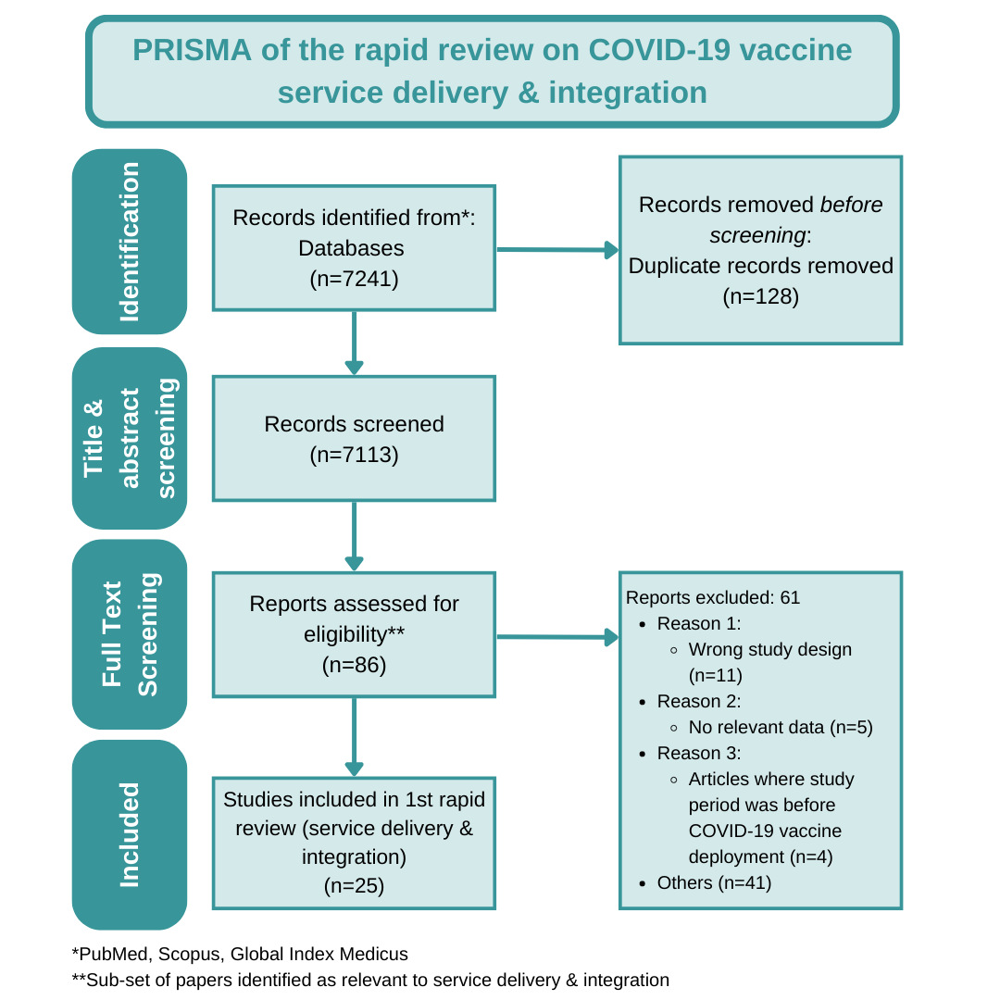 PRISMA of the rapid review on COVID-19 vaccine
service delivery & integration
Identification
Records identified from*:
Databases
(n=7241)
Records removed before
screening:
Duplicate records removed
(n=128)
Title &
abstract
screening
Records screened
(n=7113)
Full Text
Screening
Reports assessed for
eligibility**
(n=86)
Reports excluded: 61
• Reason 1:
◦ Wrong study design
(n=11)
• Reason 2:
◦ No relevant data (n=5)
• Reason 3:
◦ Articles where study
period was before
COVID-19 vaccine
deployment (n=4)
• Others (n=41)
Included
Studies included in 1st rapid
review (service delivery &
integration)
(n=25)
*PubMed, Scopus, Global Index Medicus
**Sub-set of papers identified as relevant to service delivery & integration